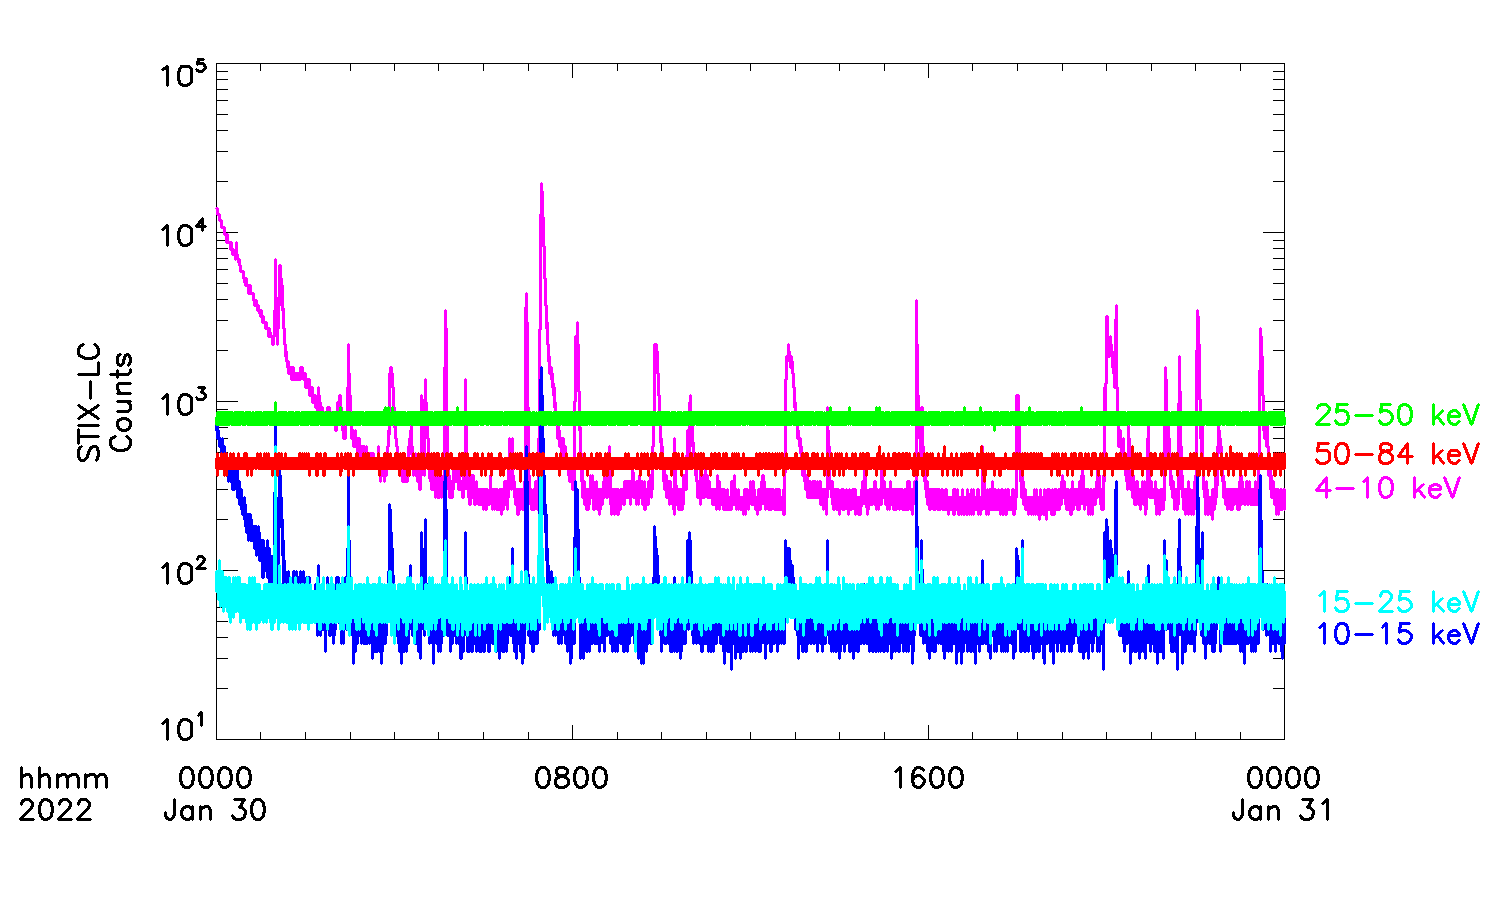 10⁵
10⁴
10³
10²
10¹
STIX-LC
Counts
25-50 keV
50-84 keV
4-10 keV
15-25 keV
10-15 keV
hhmm 0000 0800 1600 0000
2022 Jan 30 Jan 31